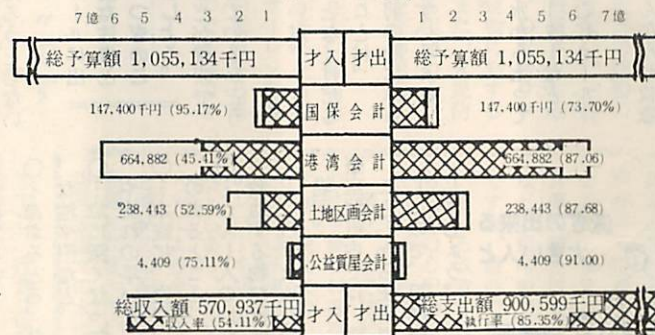 7億 6 5 4 3 2 1 1 2 3 4 5 6 7億
総予算額 1,055,134千円 才入 才出 総予算額 1,055,134千円
147.400千円 (95.17%) 国保会計 147.400千円 (73.70%)
664.882 (45.41%) 港湾会計 664.882 (87.06)
238.443 (52.59%) 土地区画会計 238.443 (87.68)
4.409 (75.11%) 公益質屋会計 4.409 (91.00)
総収入額 570,937千円 才入 才出 総支出額 900,599千円
収入率 (54.11%) 執行率 (85.35%)